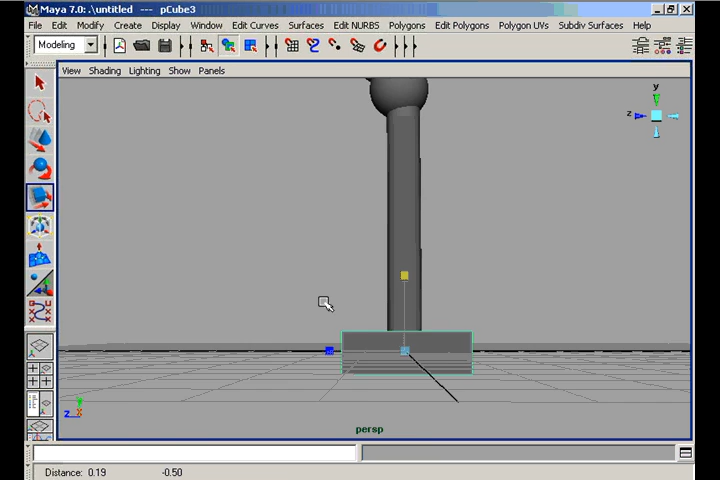 Maya 7.0: .\untitled --- pCube3
File Edit Modify Create Display Window Edit Curves Surfaces Edit NURBS Polygons Edit Polygons Polygon UVs Subdiv Surfaces Help
Modeling
View Shading Lighting Show Panels
y
z
y
z x
persp
Distance: 0.19 -0.50